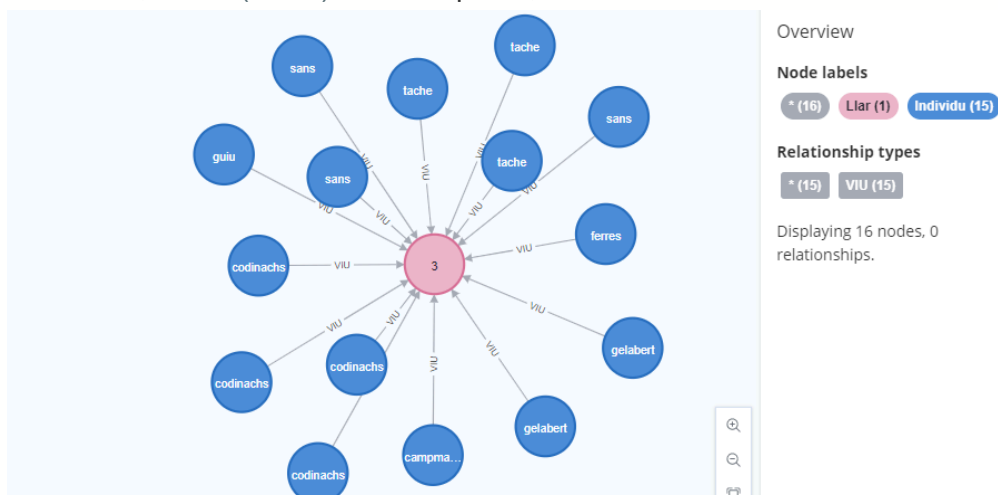 tache
sans
tache
sans
guiu
tache
sans
ferres
codinachs
3
gelabert
codinachs
codinachs
gelabert
campma...
codinachs
VIU
VIU
VIU
VIU
VIU
VIU
VIU
VIU
VIU
VIU
VIU
VIU
VIU
VIU
Overview
Node labels
* (16) Llar (1) Individu (15)
Relationship types
* (15) VIU (15)
Displaying 16 nodes, 0
relationships.